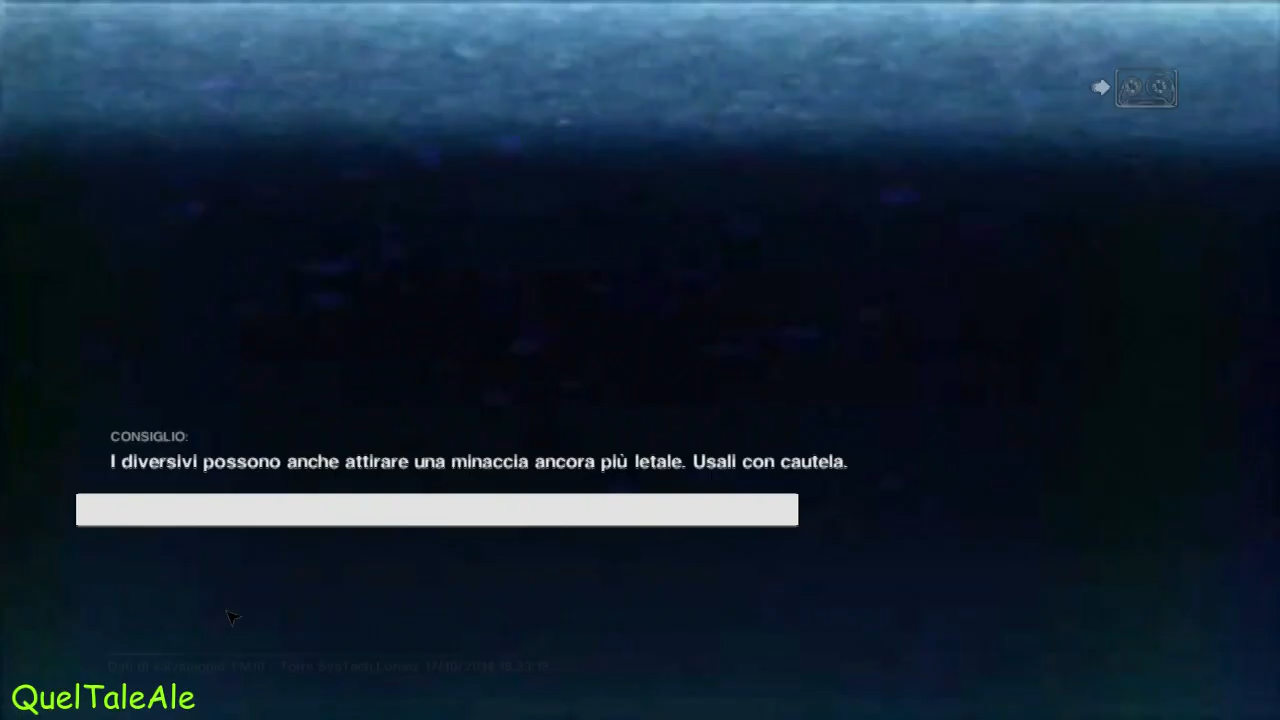 CONSIGLIO:
I diversivi possono anche attirare una minaccia ancora più letale. Usali con cautela.
QuelTaleAle